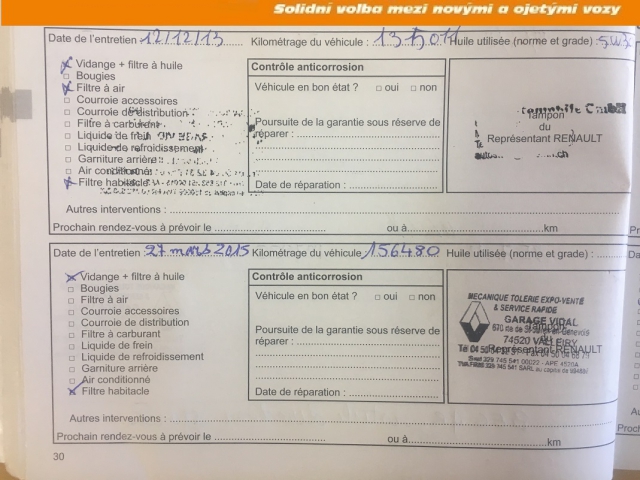 Solidní volba mezi novými a ojetými vozy
Date de l'entretien 12/12/13 Kilométrage du véhicule : Huile utilisée (norme et grade)
Vidange + filtre à huile
Bougies
Filtre à air
Courroie accessoires
Courroie de distribution
Filtre à carburant
Liquide de frein
Liquide de refroidissement
Garniture arrière
Air conditionné
Filtre habitacle
Contrôle anticorrosion
Véhicule en bon état ? oui non
Poursuite de la garantie sous réserve de
réparer :
Date de réparation :
Tampon
du
Représentant RENAULT
Autres interventions :
Prochain rendez-vous à prévoir le ou à km
Date de l'entretien : 27 mars 2015 Kilométrage du véhicule : 156480 Huile utilisée (norme et grade) :
Vidange + filtre à huile
Bougies
Filtre à air
Courroie accessoires
Courroie de distribution
Filtre à carburant
Liquide de frein
Liquide de refroidissement
Garniture arrière
Air conditionné
Filtre habitacle
Contrôle anticorrosion
Véhicule en bon état ? oui non
Poursuite de la garantie sous réserve de
réparer :
Date de réparation :
MECANIQUE TOLERIE EXPO-VENTE
& SERVICE RAPIDE
GARAGE VIDAL
74520 VALLEIRY
Représentant RENAULT
Autres interventions :
Prochain rendez-vous à prévoir le ou à km
30